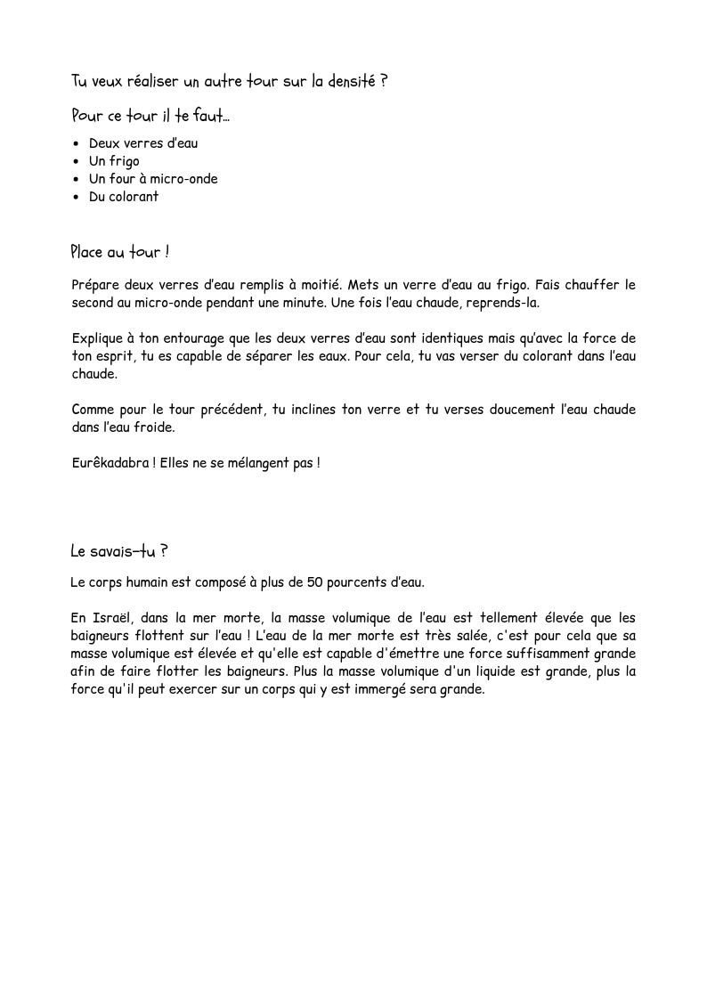 Tu veux réaliser un autre tour sur la densité ?
Pour ce tour il te faut...
• Deux verres d'eau
• Un frigo
• Un four à micro-onde
• Du colorant
Place au tour !
Prépare deux verres d'eau remplis à moitié. Mets un verre d'eau au frigo. Fais chauffer le
second au micro-onde pendant une minute. Une fois l'eau chaude, reprends-la.
Explique à ton entourage que les deux verres d'eau sont identiques mais qu'avec la force de
ton esprit, tu es capable de séparer les eaux. Pour cela, tu vas verser du colorant dans l'eau
chaude.
Comme pour le tour précédent, tu inclines ton verre et tu verses doucement l'eau chaude
dans l'eau froide.
Eurêkadabra ! Elles ne se mélangent pas !
Le savais-tu ?
Le corps humain est composé à plus de 50 pourcents d'eau.
En Israël, dans la mer morte, la masse volumique de l'eau est tellement élevée que les
baigneurs flottent sur l'eau ! L'eau de la mer morte est très salée, c'est pour cela que sa
masse volumique est élevée et qu'elle est capable d'émettre une force suffisamment grande
afin de faire flotter les baigneurs. Plus la masse volumique d'un liquide est grande, plus la
force qu'il peut exercer sur un corps qui y est immergé sera grande.